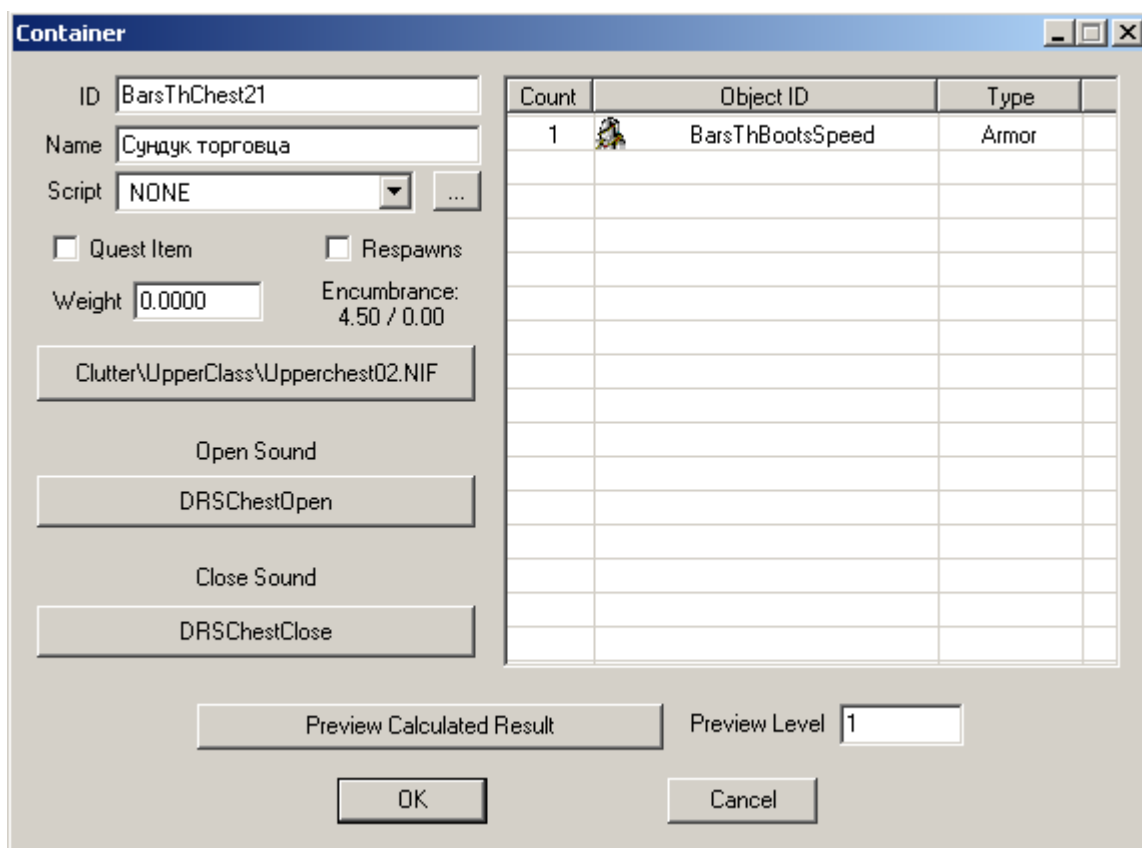 Container
ID BarsThChest21
Name Сундук торговца
Script NONE ...
Quest Item Respawns
Weight 0.0000 Encumbrance:
4.50 / 0.00
Clutter\UpperClass\Upperchest02.NIF
Open Sound
DRSChestOpen
Close Sound
DRSChestClose
Count Object ID Type
1 BarsThBootsSpeed Armor
Preview Calculated Result Preview Level 1
OK Cancel